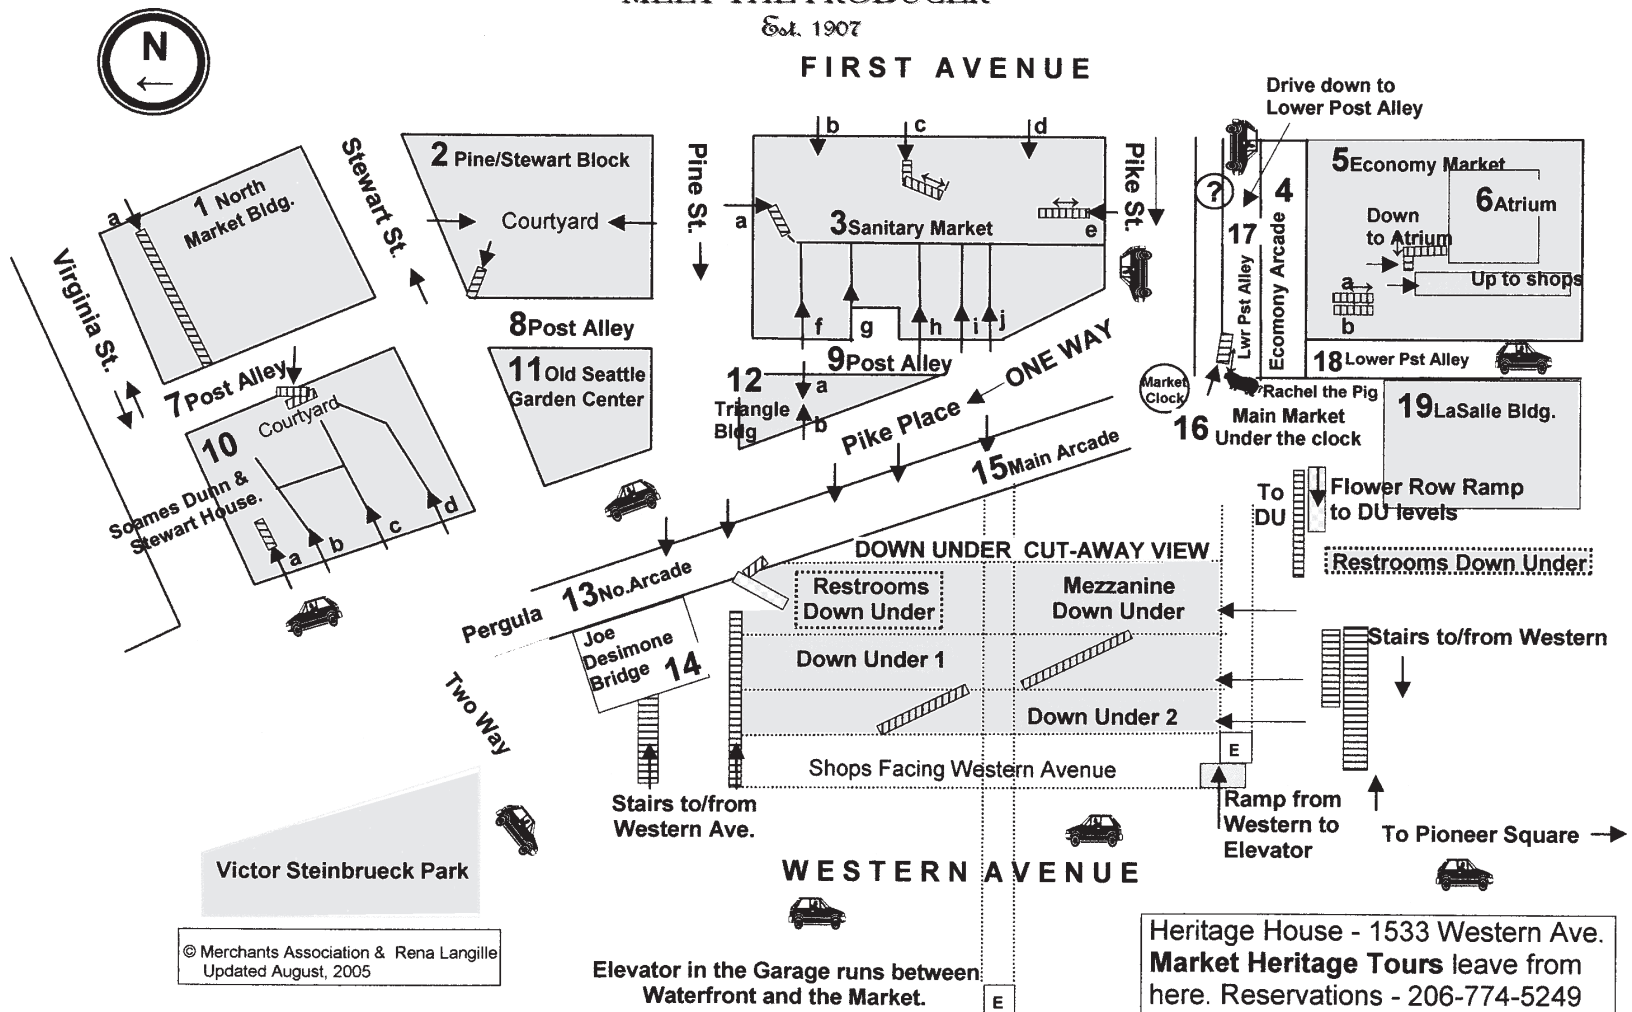 MEET THE PRODUCER
Est. 1907
FIRST AVENUE
N
Drive down to
Lower Post Alley
1 North
Market Bldg.
a
Virginia St.
Stewart St.
2 Pine/Stewart Block
Courtyard
Pine St.
b
c
d
a
3 Sanitary Market
e
f
g
h
i
j
Pike St.
?
17
Lwr Pst Alley
4
Ecomony Arcade
5 Economy Market
6 Atrium
Down
to Atrium
Up to shops
a
b
7 Post Alley
8 Post Alley
9 Post Alley
ONE WAY
18 Lower Pst Alley
10
Courtyard
Soames Dunn &
Stewart House.
a
b
c
d
11 Old Seattle
Garden Center
12
Triangle
Bldg
a
b
Pike Place
Market
Clock
Rachel the Pig
16 Main Market
Under the clock
19 LaSalle Bldg.
15 Main Arcade
To
DU
Flower Row Ramp
to DU levels
Restrooms Down Under
Pergula
13 No. Arcade
DOWN UNDER CUT-AWAY VIEW
Restrooms
Down Under
Mezzanine
Down Under
Joe
Desimone
Bridge 14
Down Under 1
Down Under 2
Stairs to/from Western
Two Way
E
Shops Facing Western Avenue
Stairs to/from
Western Ave.
Ramp from
Western to
Elevator
To Pioneer Square
Victor Steinbrueck Park
WESTERN AVENUE
© Merchants Association & Rena Langille
Updated August, 2005
Elevator in the Garage runs between
Waterfront and the Market.
E
Heritage House - 1533 Western Ave.
Market Heritage Tours leave from
here. Reservations - 206-774-5249